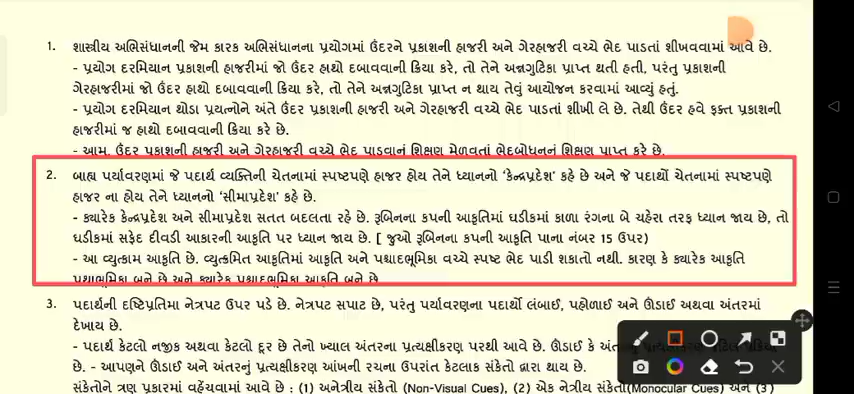 1. શાસ્ત્રીય અભિસંધાનની જેમ કારક અભિસંધાનના પ્રયોગમાં ઉંદરને પ્રકાશની હાજરી અને ગેરહાજરી વચ્ચે ભેદ પાડતાં શીખવવામાં આવે છે.
- પ્રયોગ દરમિયાન પ્રકાશની હાજરીમાં જો ઉંદર હાથો દબાવવાની ક્રિયા કરે, તો તેને અન્નગુટિકા પ્રાપ્ત થતી હતી, પરંતુ પ્રકાશની
ગેરહાજરીમાં જો ઉંદર હાથો દબાવવાની ક્રિયા કરે, તો તેને અન્નગુટિકા પ્રાપ્ત ન થાય તેવું આયોજન કરવામાં આવ્યું હતું.
- પ્રયોગ દરમિયાન થોડા પ્રયત્નોને અંતે ઉંદર પ્રકાશની હાજરી અને ગેરહાજરી વચ્ચે ભેદ પાડતાં શીખી લે છે. તેથી ઉંદર હવે ફક્ત પ્રકાશની
હાજરીમાં જ હાથો દબાવવાની ક્રિયા કરે છે.
- આમ, ઉંદર પ્રકાશની હાજરી અને ગેરહાજરી વચ્ચે ભેદ પાડવાનું શિક્ષણ મેળવતાં ભેદબોધનનું શિક્ષણ પ્રાપ્ત કરે છે.
2. બાહ્ય પર્યાવરણમાં જે પદાર્થ વ્યક્તિની ચેતનામાં સ્પષ્ટપણે હાજર હોય તેને ધ્યાનનો 'કેન્દ્રપ્રદેશ' કહે છે અને જે પદાર્થો ચેતનામાં સ્પષ્ટપણે
હાજર ના હોય તેને ધ્યાનનો 'સીમાપ્રદેશ' કહે છે.
- ક્યારેક કેન્દ્રપ્રદેશ અને સીમાપ્રદેશ સતત બદલતા રહે છે. રૂબિનના કપની આકૃતિમાં ઘડીકમાં કાળા રંગના બે ચહેરા તરફ ધ્યાન જાય છે, તો
ઘડીકમાં સફેદ દીવડી આકારની આકૃતિ પર ધ્યાન જાય છે. [ જુઓ રૂબિનના કપની આકૃતિ પાના નંબર 15 ઉપર)
- આ વ્યુત્કામ આકૃતિ છે. વ્યુત્ક્રમિત આકૃતિમાં આકૃતિ અને પશ્ચાદભૂમિકા વચ્ચે સ્પષ્ટ ભેદ પાડી શકાતો નથી. કારણ કે ક્યારેક આકૃતિ
પશ્ચાભૂમિકા બને છે અને ક્યારેક પશ્ચાદભૂમિકા આકૃતિ બને છે.
3. પદાર્થની દષ્ટિપ્રતિમા નેત્રપટ ઉપર પડે છે. નેત્રપટ સપાટ છે, પરંતુ પર્યાવરણના પદાર્થો લંબાઈ, પહોળાઈ અને ઊંડાઈ અથવા અંતરમાં
દેખાય છે.
- પદાર્થ કેટલો નજીક અથવા કેટલો દૂર છે તેનો ખ્યાલ અંતરના પ્રત્યક્ષીકરણ પરથી આવે છે. ઊંડાઈ કે
છે. - આપણને ઊંડાઈ અને અંતરનું પ્રત્યક્ષીકરણ આંખની રચના ઉપરાંત કેટલાક સંકેતો દ્વારા થાય છે.
સંકેતોને ત્રણ પ્રકારમાં વહેંચવામાં આવે છે : (1) અનેત્રીય સંકેતો (Non-Visual Cues), (2) એક નેત્રીય સંકેતો(Monocular Cues) અને (3)